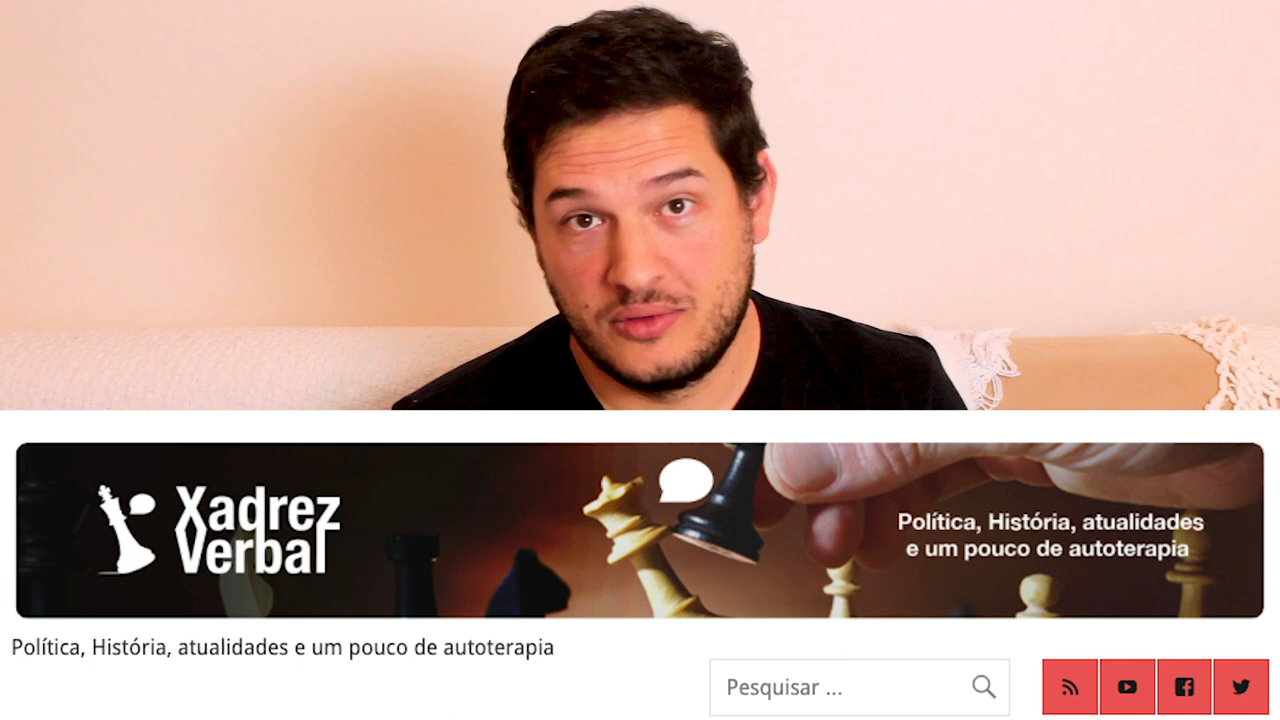 Xadrez
Verbal
Política, História, atualidades
e um pouco de autoterapia
Política, História, atualidades e um pouco de autoterapia
Pesquisar ...